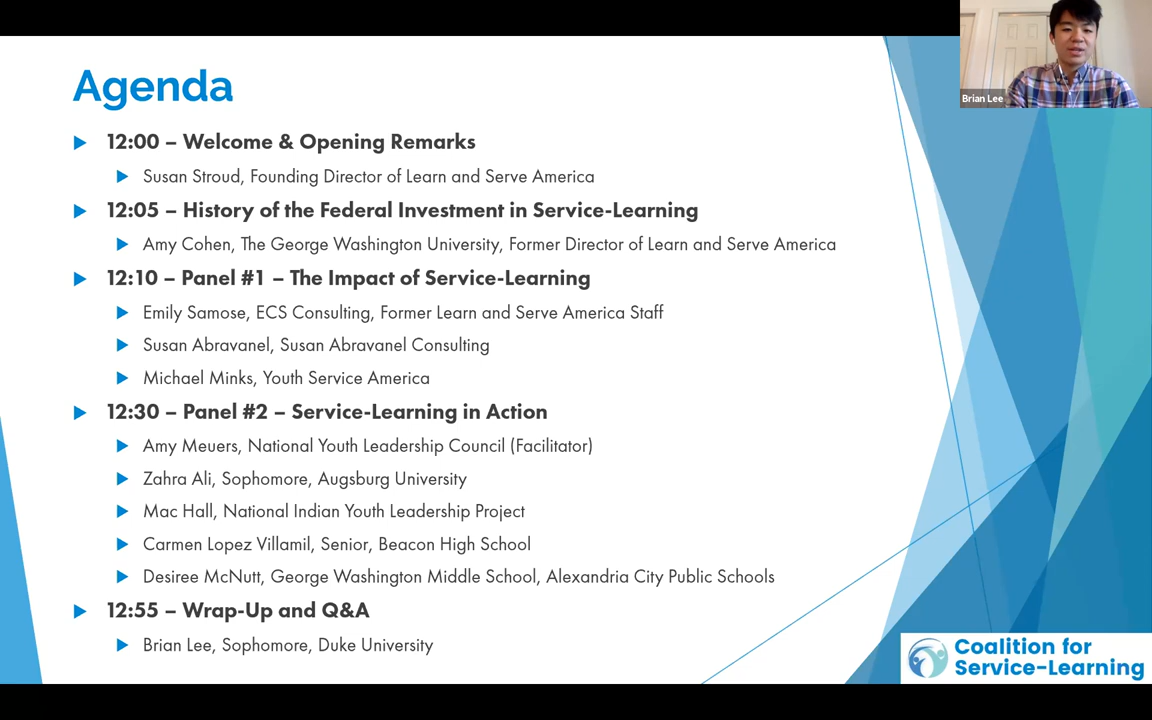 Agenda
12:00 – Welcome & Opening Remarks
Susan Stroud, Founding Director of Learn and Serve America
12:05 – History of the Federal Investment in Service-Learning
Amy Cohen, The George Washington University, Former Director of Learn and Serve America
12:10 – Panel #1 – The Impact of Service-Learning
Emily Samose, ECS Consulting, Former Learn and Serve America Staff
Susan Abravanel, Susan Abravanel Consulting
Michael Minks, Youth Service America
12:30 – Panel #2 – Service-Learning in Action
Amy Meuers, National Youth Leadership Council (Facilitator)
Zahra Ali, Sophomore, Augsburg University
Mac Hall, National Indian Youth Leadership Project
Carmen Lopez Villamil, Senior, Beacon High School
Desiree McNutt, George Washington Middle School, Alexandria City Public Schools
12:55 – Wrap-Up and Q&A
Brian Lee, Sophomore, Duke University
Brian Lee
Coalition for
Service-Learning